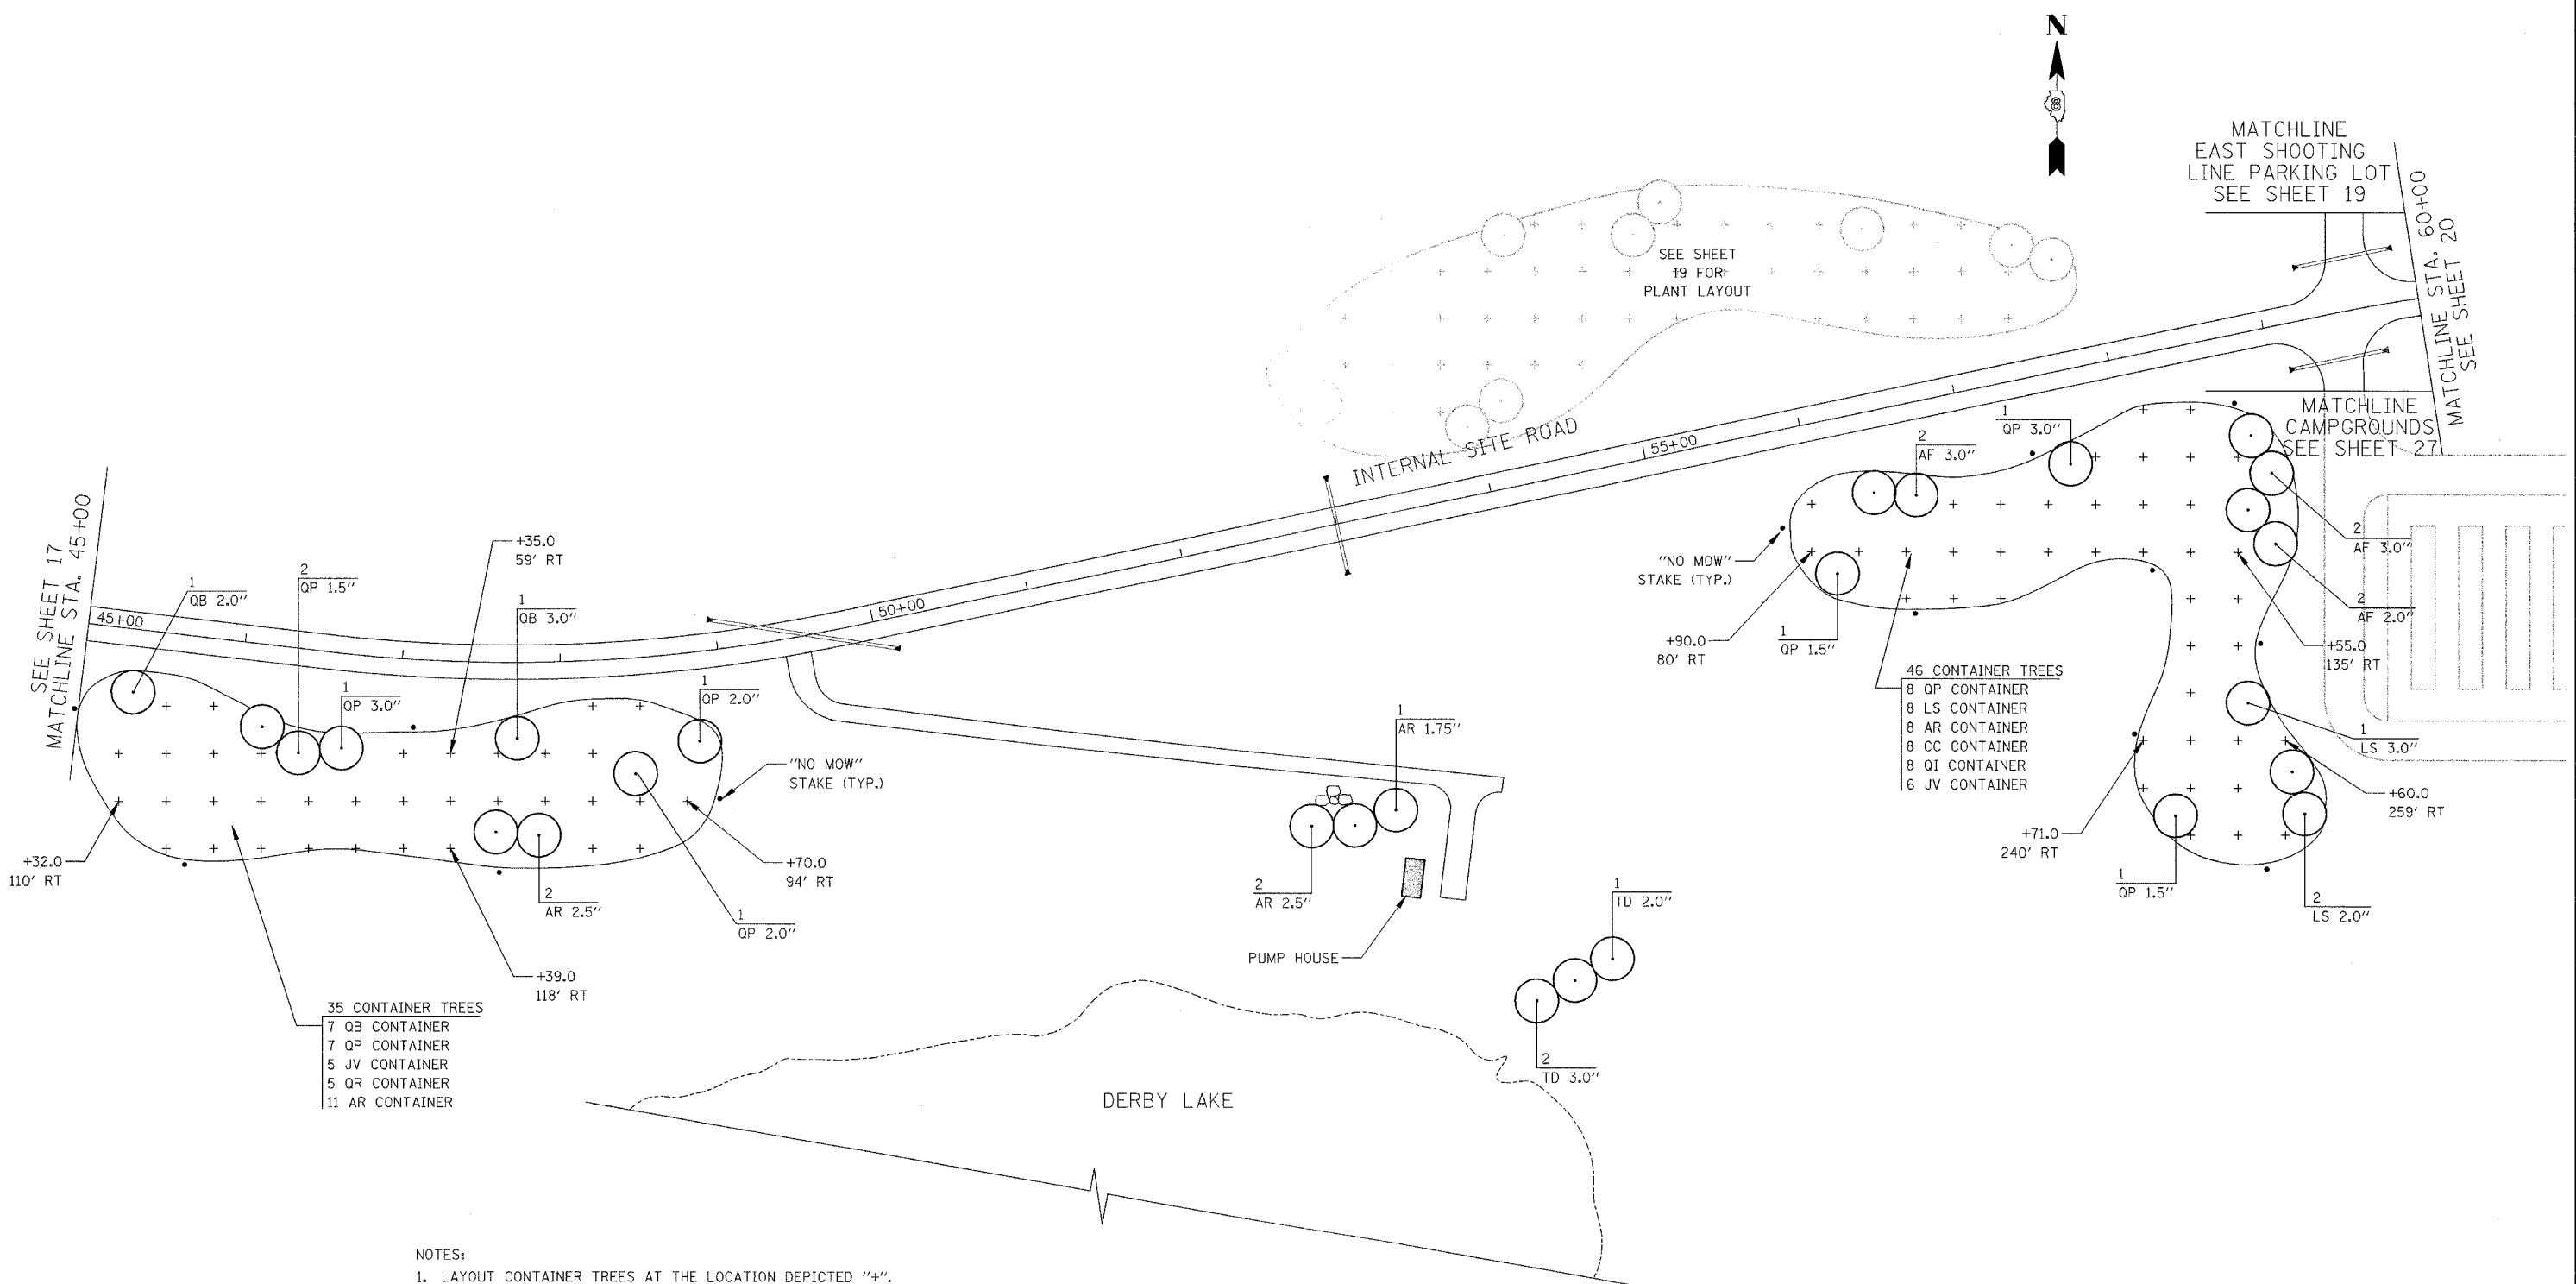 N
8
MATCHLINE
EAST SHOOTING
LINE PARKING LOT
SEE SHEET 19
MATCHLINE STA. 60+00
SEE SHEET 20
SEE SHEET
19 FOR
PLANT LAYOUT
MATCHLINE
CAMPGROUNDS
SEE SHEET 27
INTERNAL SITE ROAD
55+00
50+00
45+00
SEE SHEET 17
MATCHLINE STA. 45+00
1
QB 2.0"
2
QP 1.5"
1
QP 3.0"
+35.0
59' RT
1
QB 3.0"
1
QP 2.0"
"NO MOW"
STAKE (TYP.)
+32.0
110' RT
+70.0
94' RT
2
AR 2.5"
1
QP 2.0"
+39.0
118' RT
35 CONTAINER TREES
7 QB CONTAINER
7 QP CONTAINER
5 JV CONTAINER
5 QR CONTAINER
11 AR CONTAINER
1
AR 1.75"
2
AR 2.5"
PUMP HOUSE
1
TD 2.0"
2
TD 3.0"
DERBY LAKE
1
QP 3.0"
2
AF 3.0"
"NO MOW"
STAKE (TYP.)
+90.0
80' RT
1
QP 1.5"
2
AF 3.0"
2
AF 2.0"
+55.0
135' RT
46 CONTAINER TREES
8 QP CONTAINER
8 LS CONTAINER
8 AR CONTAINER
8 CC CONTAINER
8 QI CONTAINER
6 JV CONTAINER
1
LS 3.0"
+60.0
259' RT
+71.0
240' RT
1
QP 1.5"
2
LS 2.0"
NOTES:
1. LAYOUT CONTAINER TREES AT THE LOCATION DEPICTED "+".